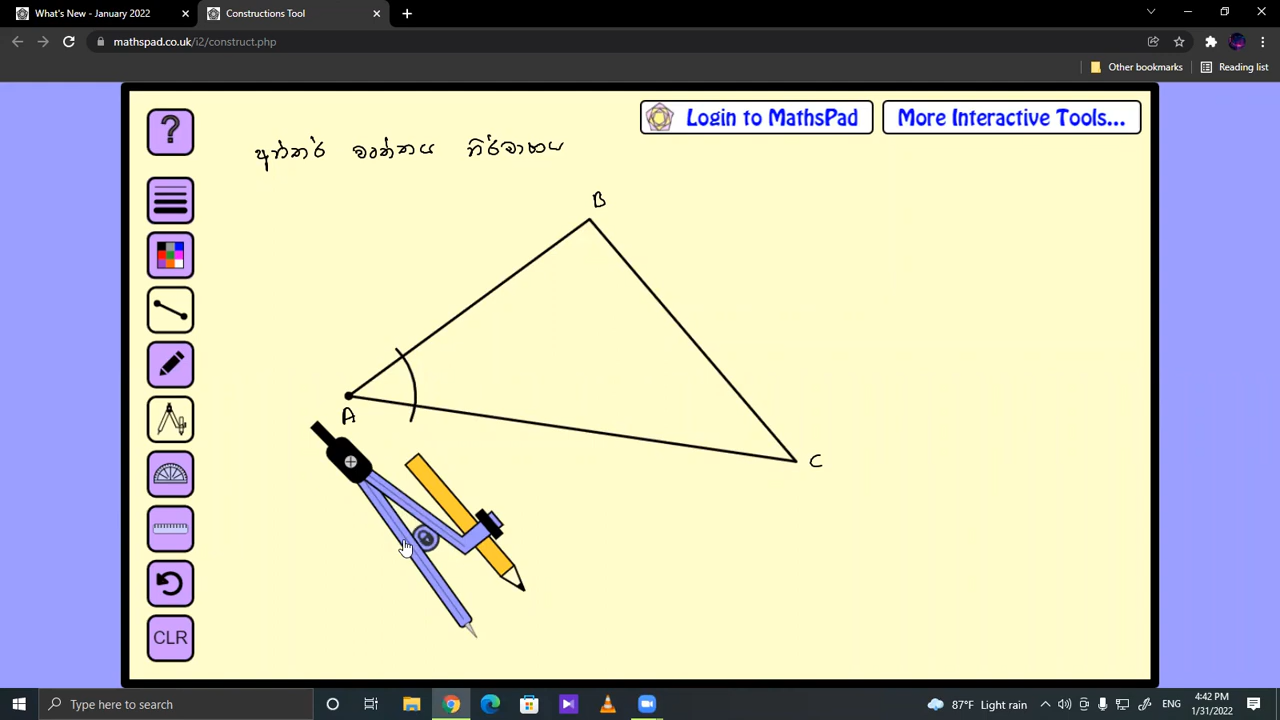 What's New - January 2022
Constructions Tool
mathspad.co.uk/i2/construct.php
Other bookmarks
Reading list
?
Login to MathsPad
More Interactive Tools...
අන්තර් වෘත්තය නිර්මාණය
B
A
C
CLR
Type here to search
87°F Light rain
ENG
4:42 PM
1/31/2022